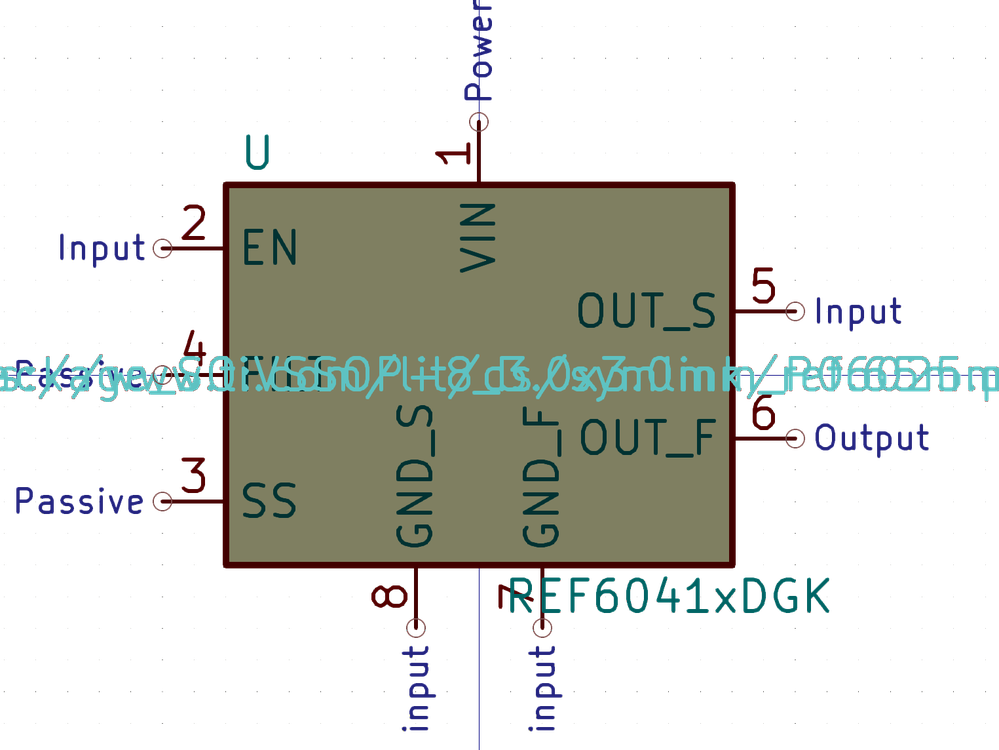 Power
U
1
2
Input
EN
VIN
5
OUT_S
Input
4
Passive
6
OUT_F
Output
GND_S
GND_F
3
Passive
SS
8
7
REF6041xDGK
input
input